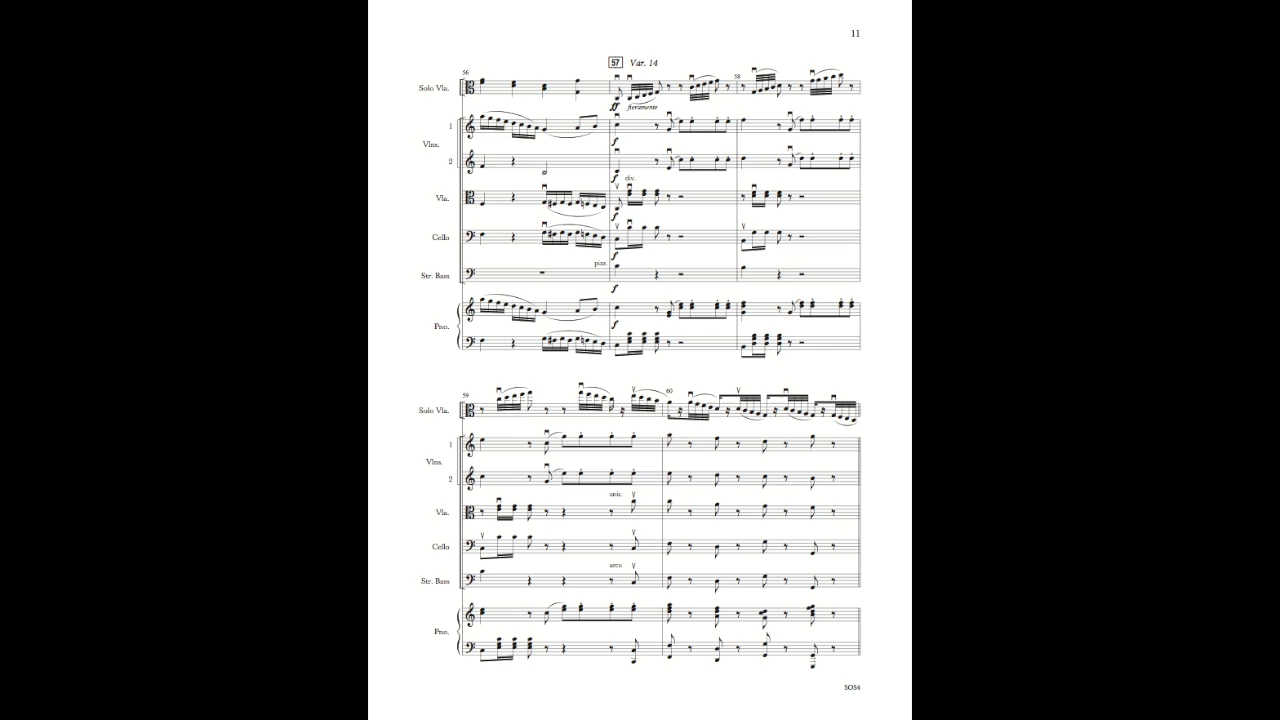 11
56
57 Var. 14
58
Solo Vla.
ff fieramente
1
f
Vlns.
2
f
div.
Vla.
f
Cello
f
pizz.
Str. Bass
f
Pno.
f
59
60
Solo Vla.
1
Vlns.
2
unis.
Vla.
Cello
arco
Str. Bass
Pno.
SO54